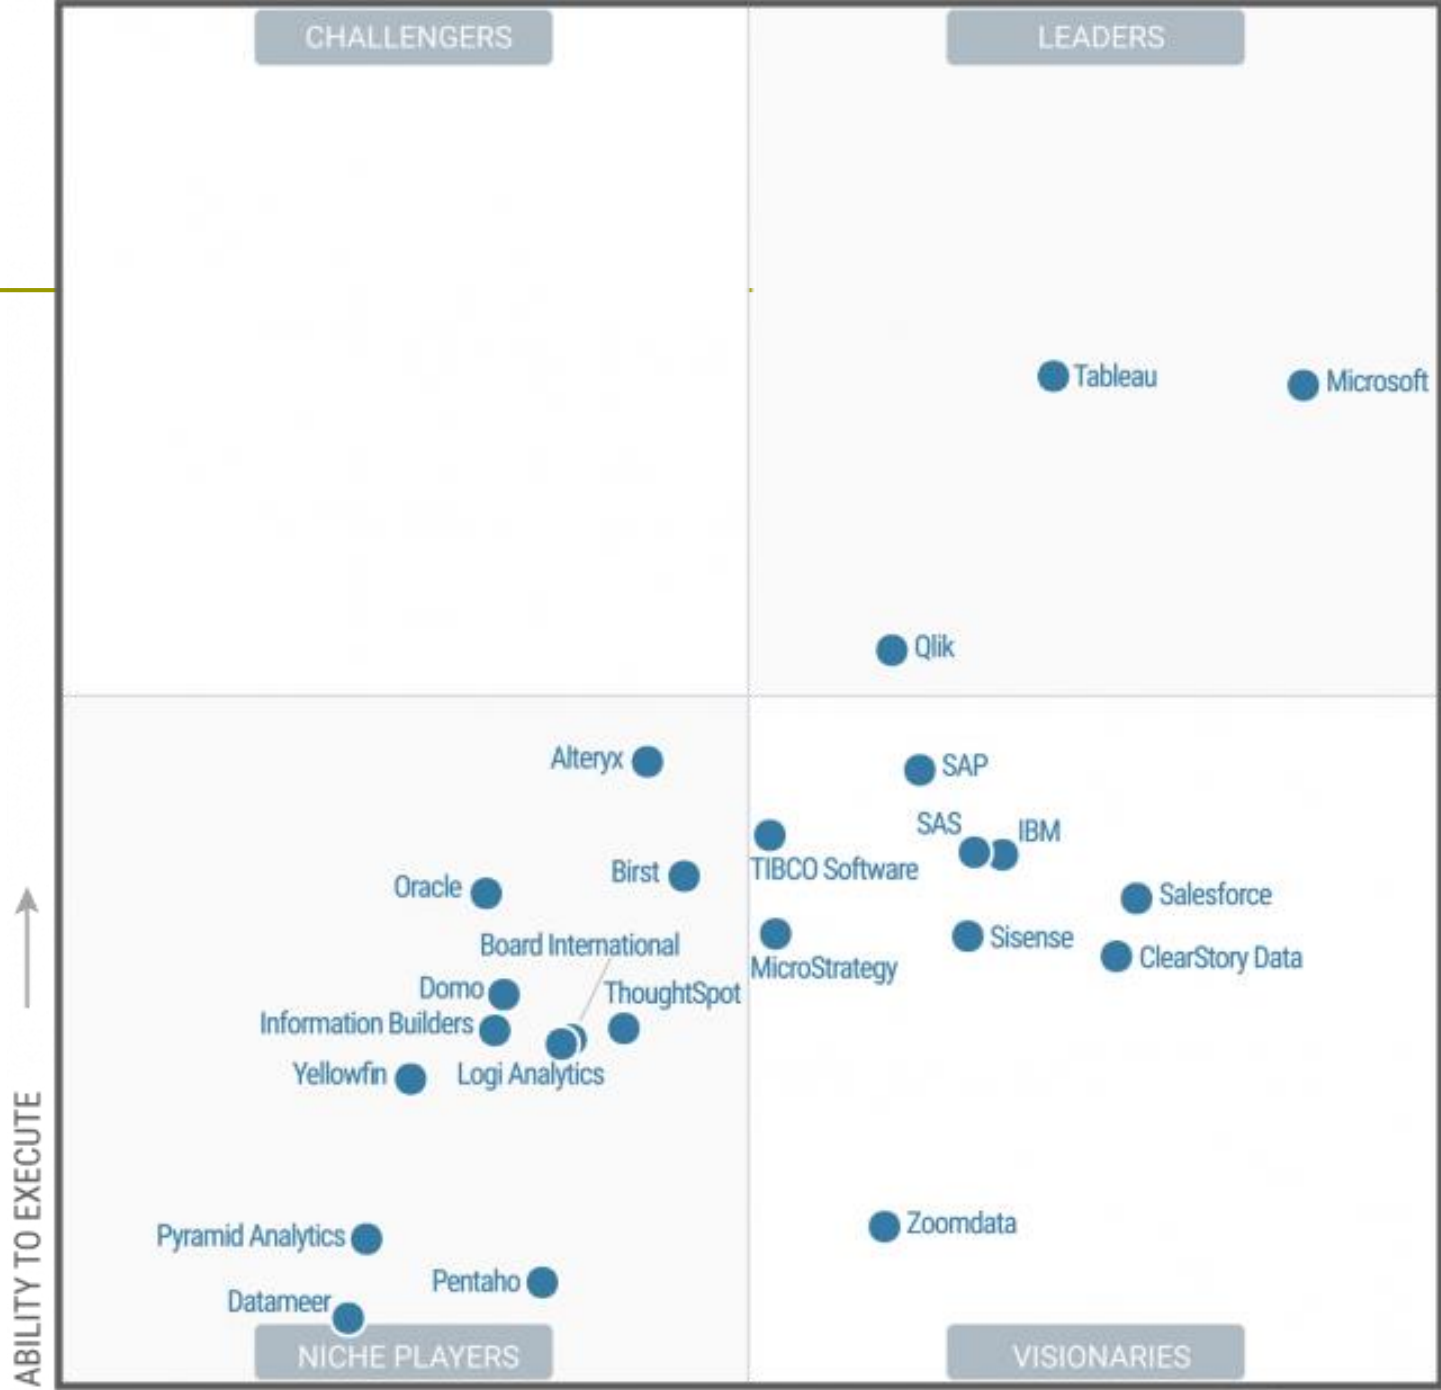 CHALLENGERS
LEADERS
Tableau
Microsoft
Qlik
Alteryx
SAP
SAS
IBM
TIBCO Software
Birst
Oracle
Salesforce
Board International
Sisense
MicroStrategy
ClearStory Data
Domo
ThoughtSpot
Information Builders
Yellowfin
Logi Analytics
Zoomdata
Pyramid Analytics
Pentaho
Datameer
NICHE PLAYERS
VISIONARIES
ABILITY TO EXECUTE